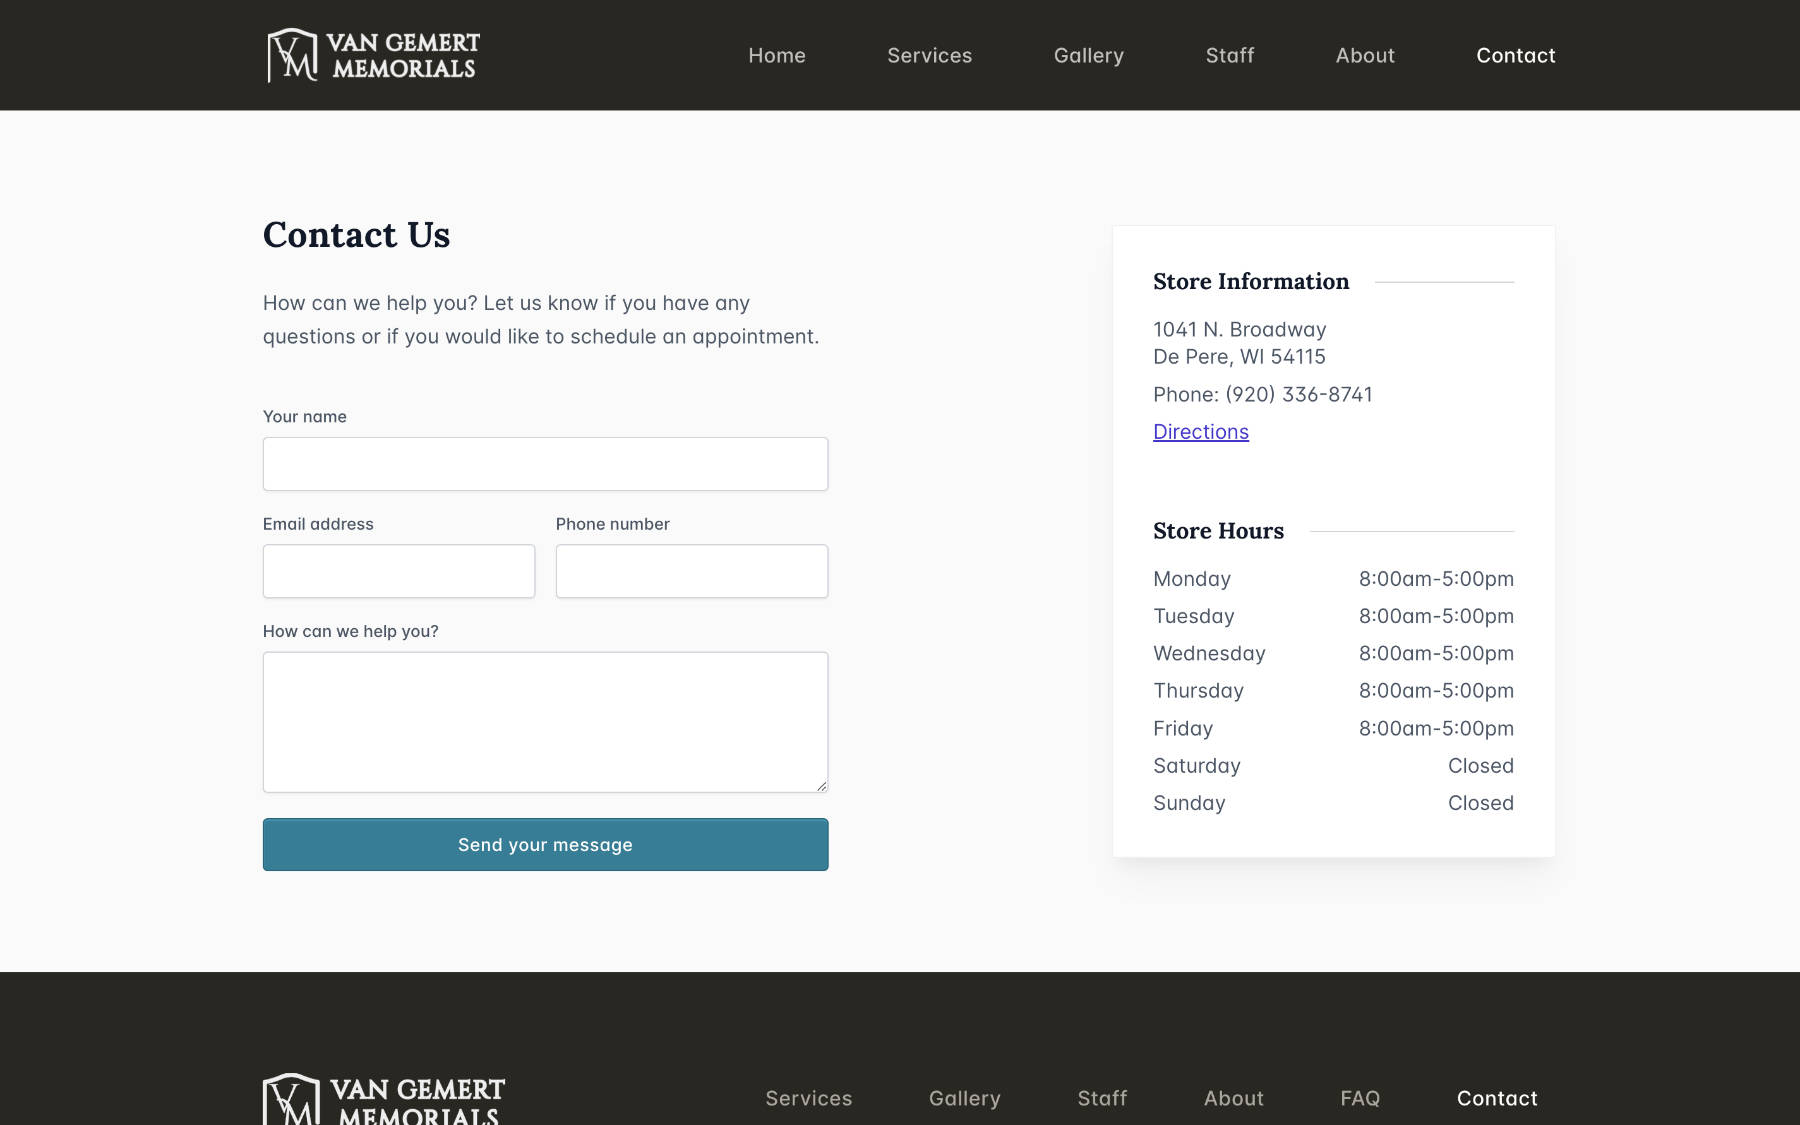 VAN GEMERT
MEMORIALS
Home Services Gallery Staff About Contact
Contact Us
How can we help you? Let us know if you have any
questions or if you would like to schedule an appointment.
Your name
Email address Phone number
How can we help you?
Send your message
Store Information
1041 N. Broadway
De Pere, WI 54115
Phone: (920) 336-8741
Directions
Store Hours
Monday 8:00am-5:00pm
Tuesday 8:00am-5:00pm
Wednesday 8:00am-5:00pm
Thursday 8:00am-5:00pm
Friday 8:00am-5:00pm
Saturday Closed
Sunday Closed
VAN GEMERT
MEMORIALS
Services Gallery Staff About FAQ Contact